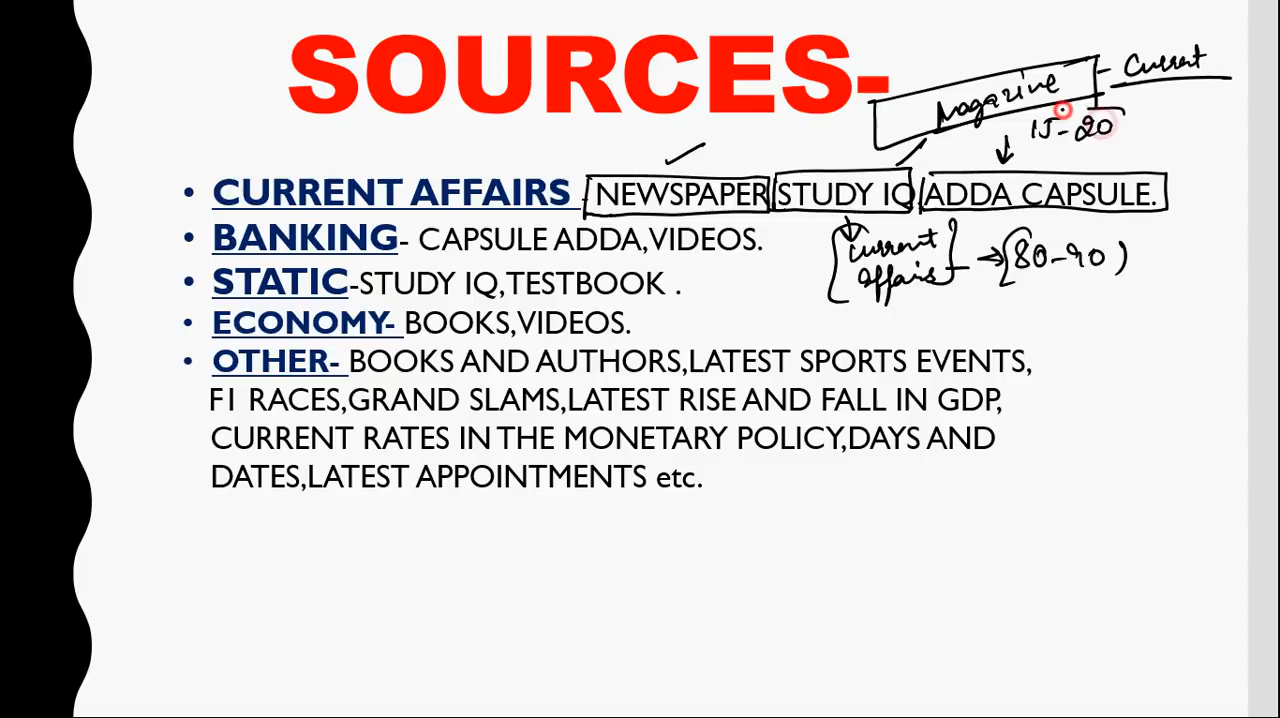 SOURCES-
Current
Magazine
15-20
• CURRENT AFFAIRS - NEWSPAPER/STUDY IQ/ADDA CAPSULE.
• BANKING- CAPSULE ADDA,VIDEOS.
Current
affairs → (80-90)
• STATIC-STUDY IQ,TESTBOOK .
• ECONOMY- BOOKS,VIDEOS.
• OTHER- BOOKS AND AUTHORS,LATEST SPORTS EVENTS,
F1 RACES,GRAND SLAMS,LATEST RISE AND FALL IN GDP,
CURRENT RATES IN THE MONETARY POLICY,DAYS AND
DATES,LATEST APPOINTMENTS etc.